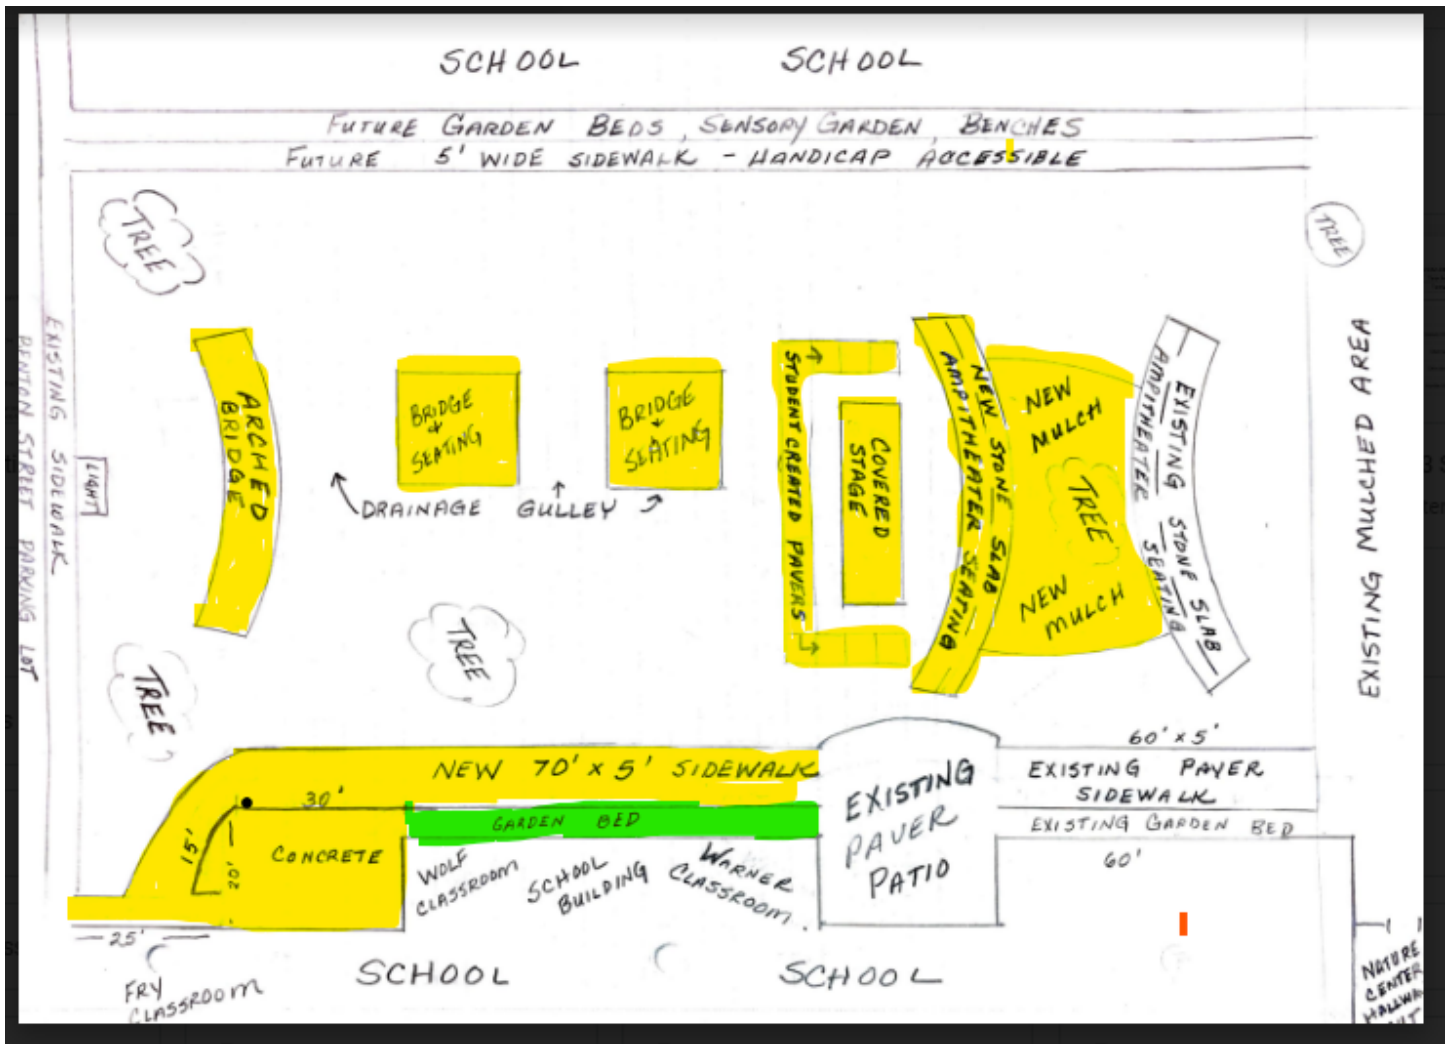 SCHOOL
SCHOOL
FUTURE GARDEN BEDS, SENSORY GARDEN, BENCHES
FUTURE 5' WIDE SIDEWALK - HANDICAP ACCESSIBLE
TREE
TREE
EXISTING SIDEWALK
BENTON STREET PARKING LOT
LIGHT
ARCHED
BRIDGE
BRIDGE
+
SEATING
BRIDGE
+
SEATING
DRAINAGE GULLEY
STUDENT CREATED PAVERS
COVERED
STAGE
NEW STONE SLAB
AMPITHEATER SEATING
NEW
MULCH
TREE
NEW
MULCH
EXISTING STONE SLAB
AMPITHEATER SEATING
EXISTING MULCHED AREA
TREE
TREE
NEW 70' x 5' SIDEWALK
30'
15'
20'
CONCRETE
25'
GARDEN BED
WOLF
CLASSROOM
SCHOOL
BUILDING
WARNER
CLASSROOM
EXISTING
PAVER
PATIO
60' x 5'
EXISTING PAVER
SIDEWALK
EXISTING GARDEN BED
60'
FRY
CLASSROOM
SCHOOL
SCHOOL
NATURE
CENTER